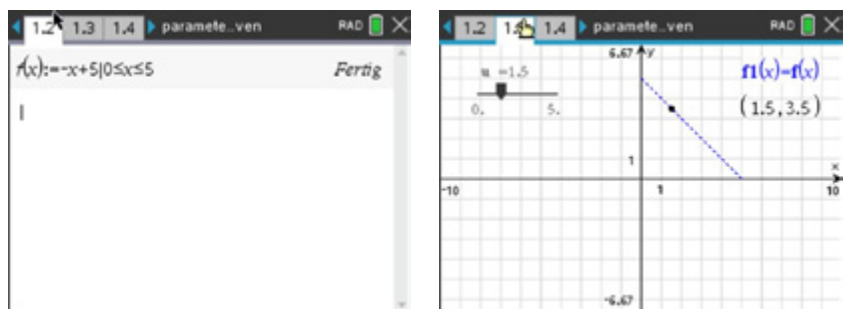 1.2 1.3 1.4 paramete...ven RAD
f(x):=-x+5|0≤x≤5 Fertig
1.2 1.4 paramete...ven RAD
6.67 y
u =1.5
0. 5.
f1(x)=f(x)
(1.5,3.5)
1
x
-10 1 10
-6.67